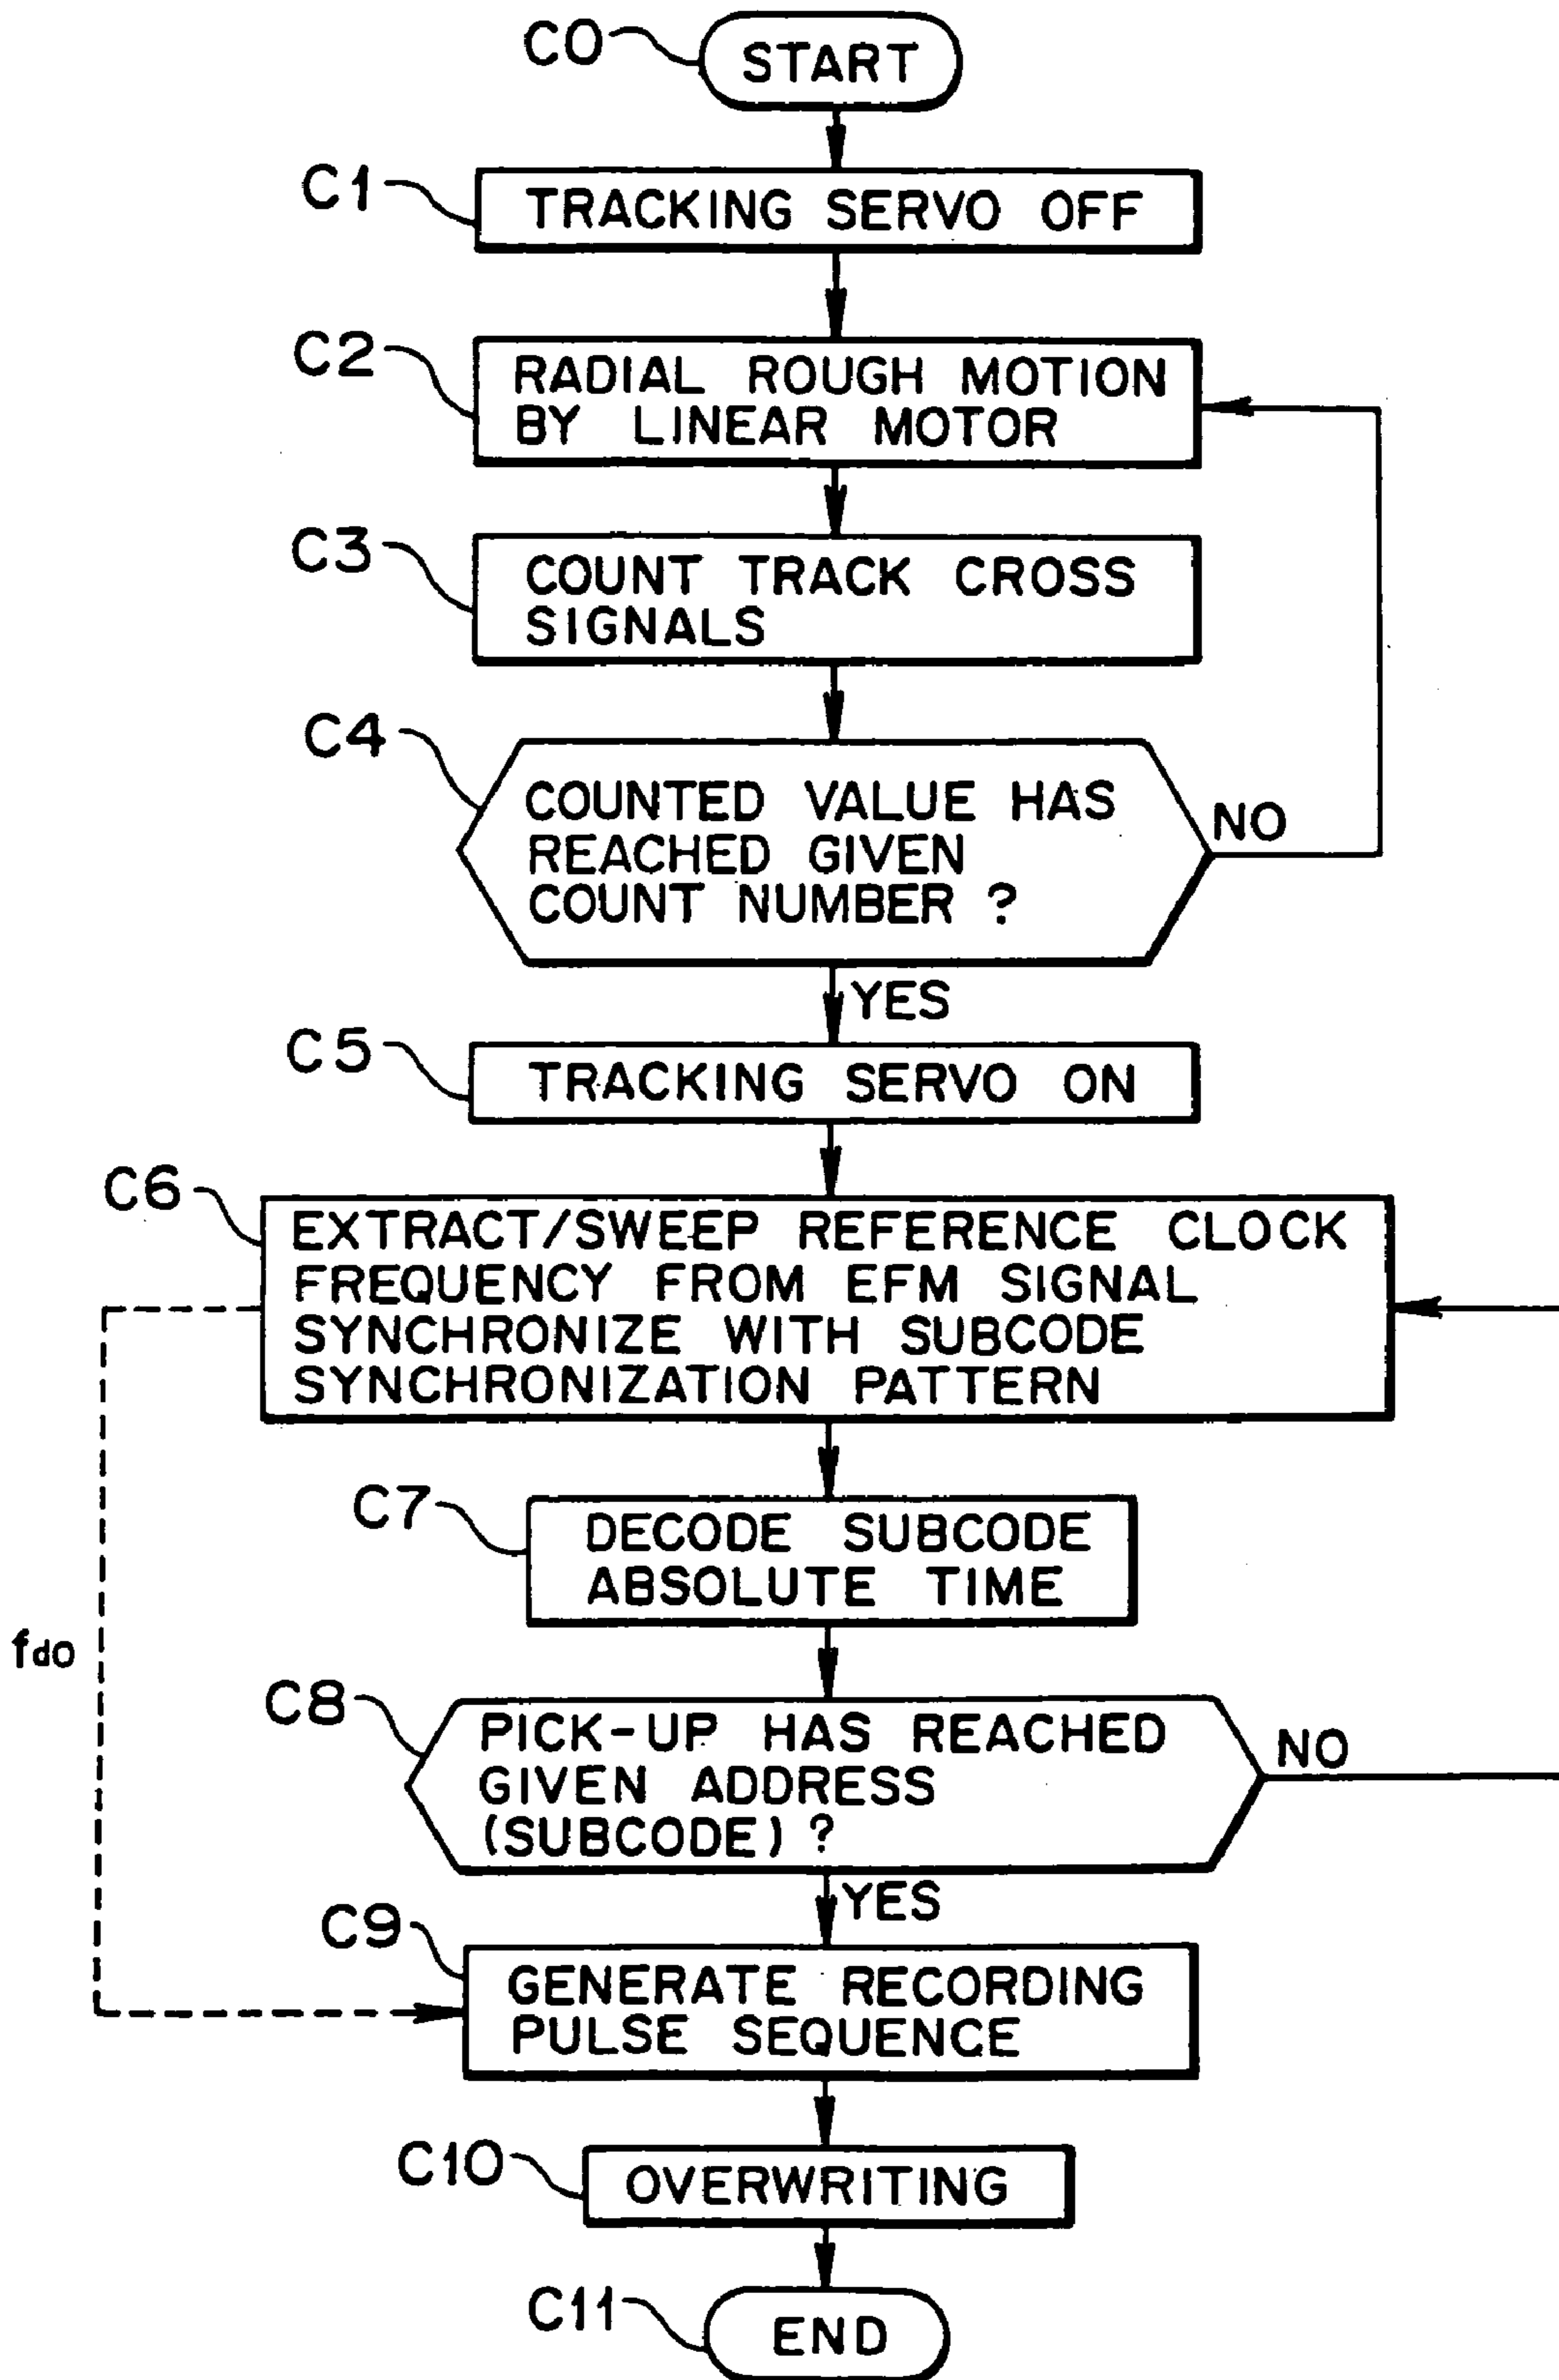 C0
START
C1
TRACKING SERVO OFF
C2
RADIAL ROUGH MOTION
BY LINEAR MOTOR
C3
COUNT TRACK CROSS
SIGNALS
C4
COUNTED VALUE HAS
REACHED GIVEN
COUNT NUMBER ?
NO
YES
C5
TRACKING SERVO ON
C6
EXTRACT/SWEEP REFERENCE CLOCK
FREQUENCY FROM EFM SIGNAL
SYNCHRONIZE WITH SUBCODE
SYNCHRONIZATION PATTERN
C7
DECODE SUBCODE
ABSOLUTE TIME
fdo
C8
PICK-UP HAS REACHED
GIVEN ADDRESS
(SUBCODE) ?
NO
YES
C9
GENERATE RECORDING
PULSE SEQUENCE
C10
OVERWRITING
C11
END